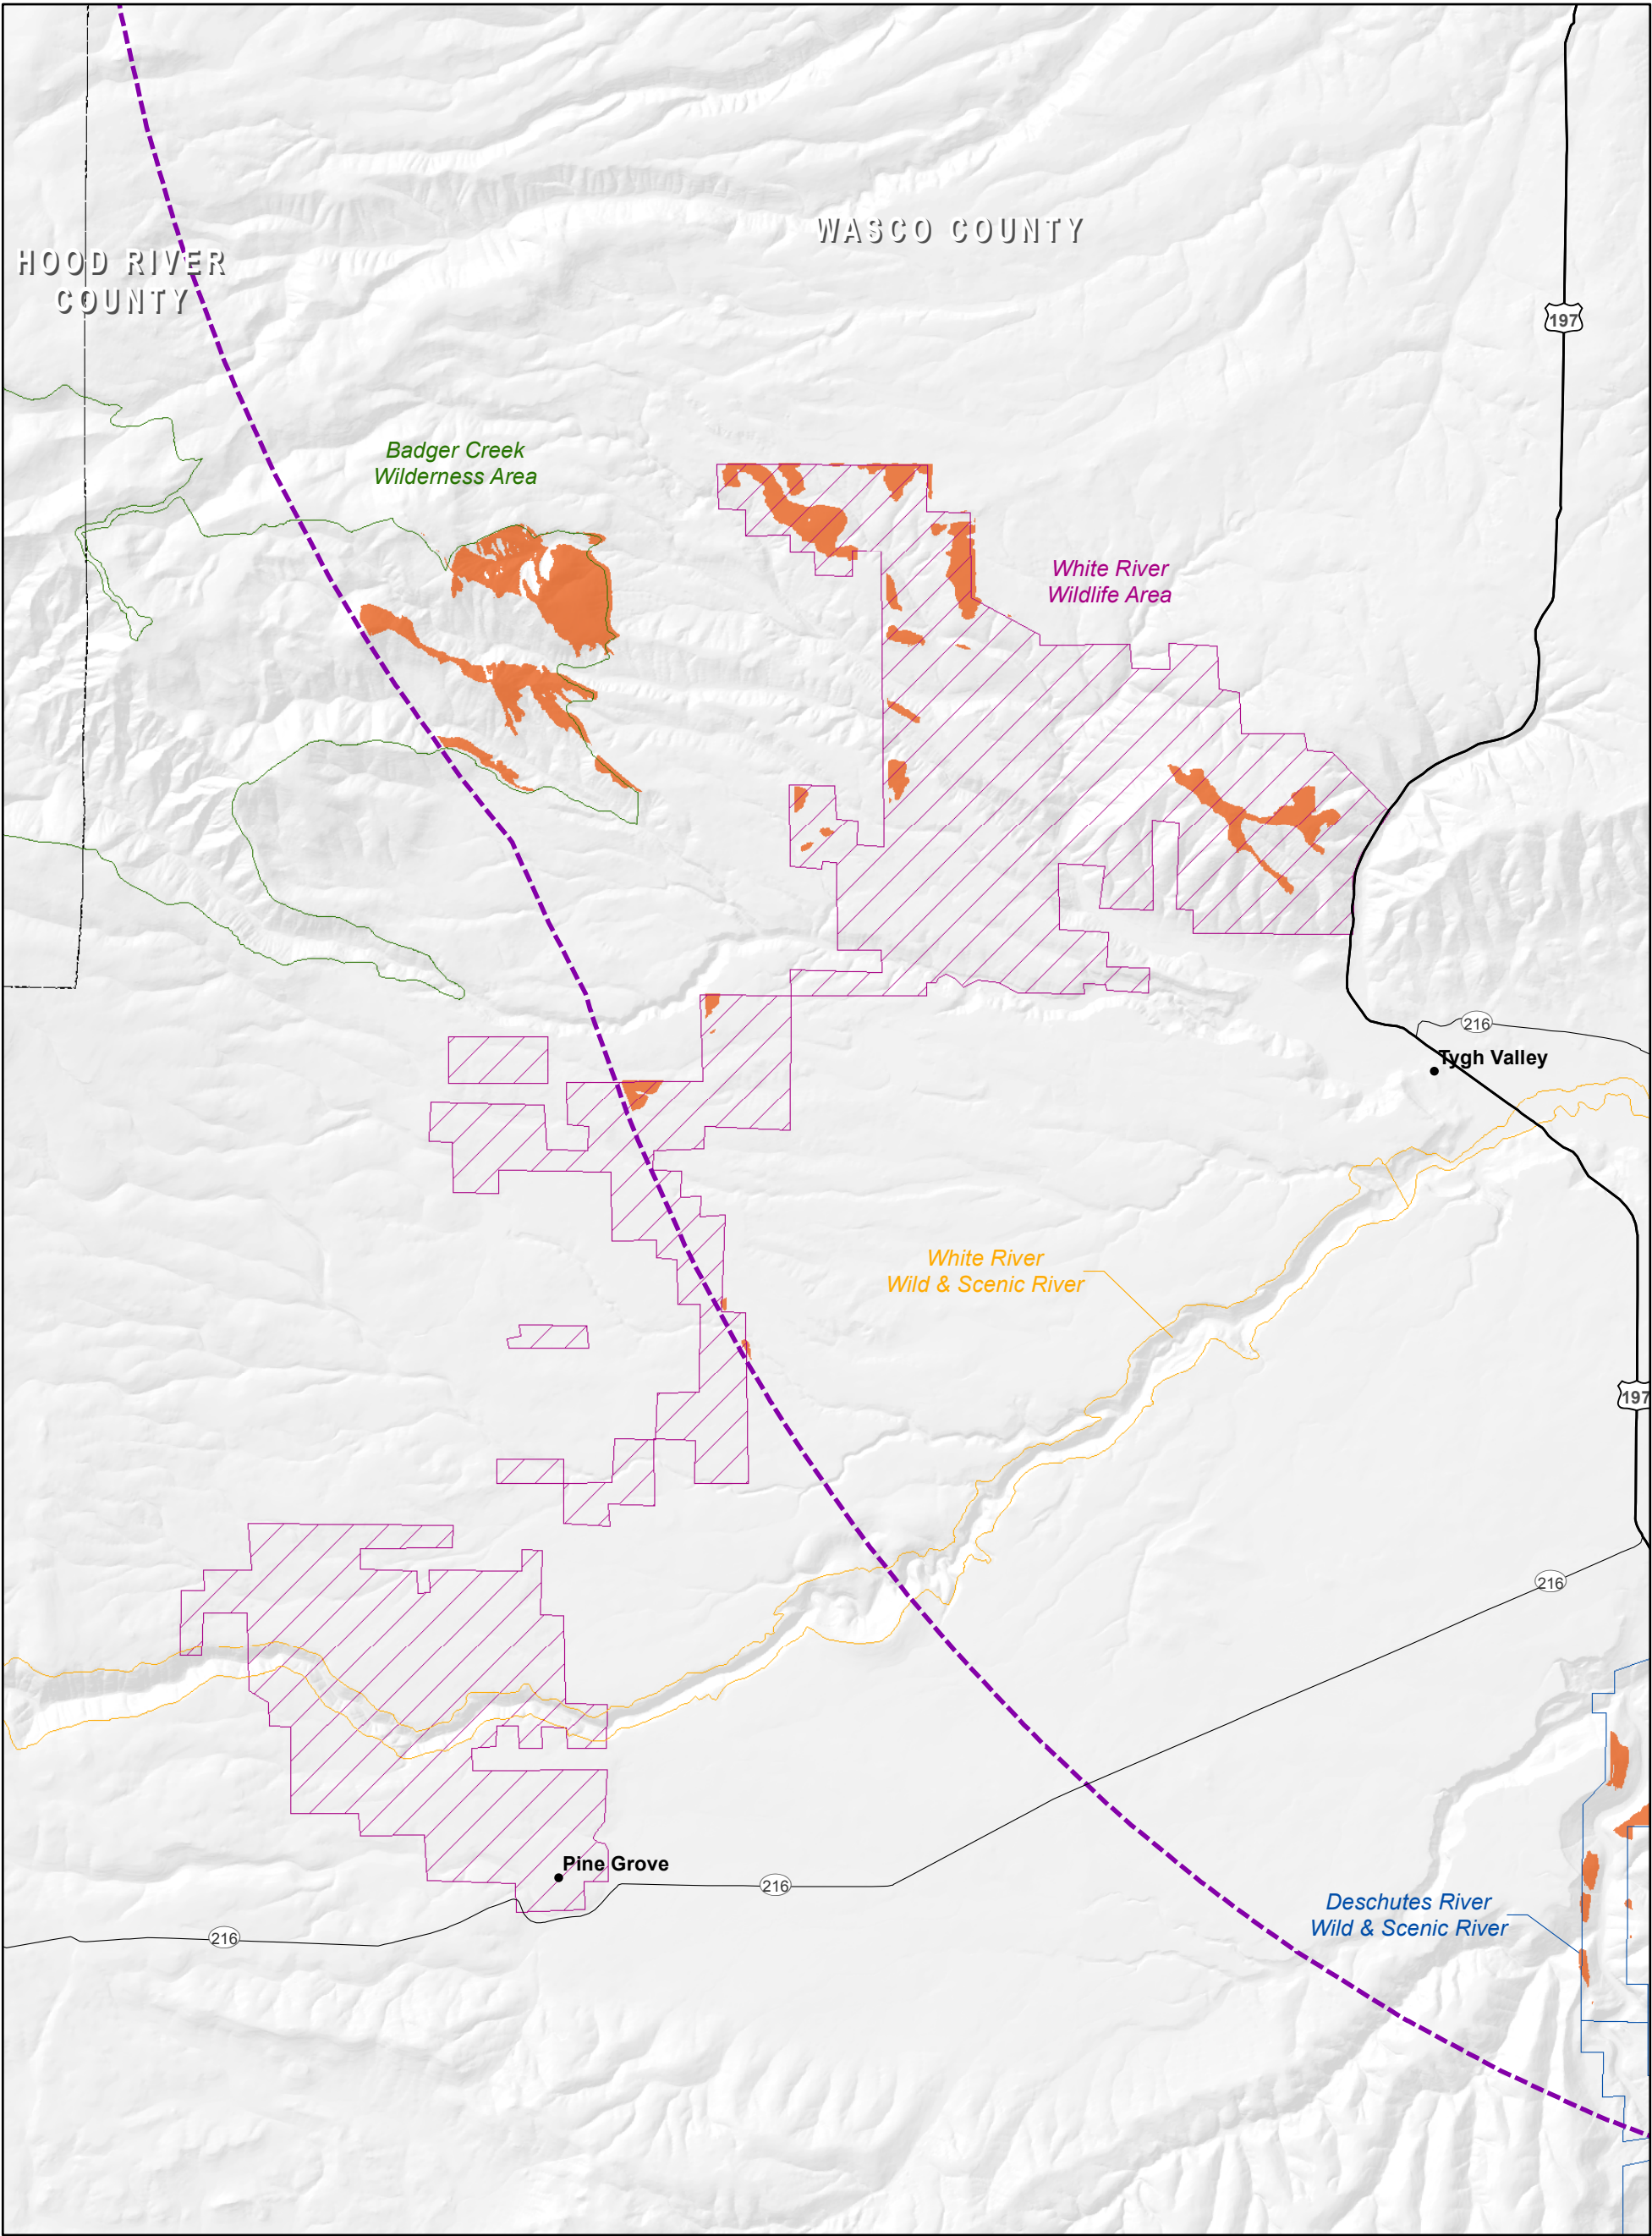 WASCO COUNTY
HOOD RIVER
COUNTY
197
Badger Creek
Wilderness Area
White River
Wildlife Area
216
Tygh Valley
White River
Wild & Scenic River
197
216
Pine Grove
216
Deschutes River
Wild & Scenic River
216